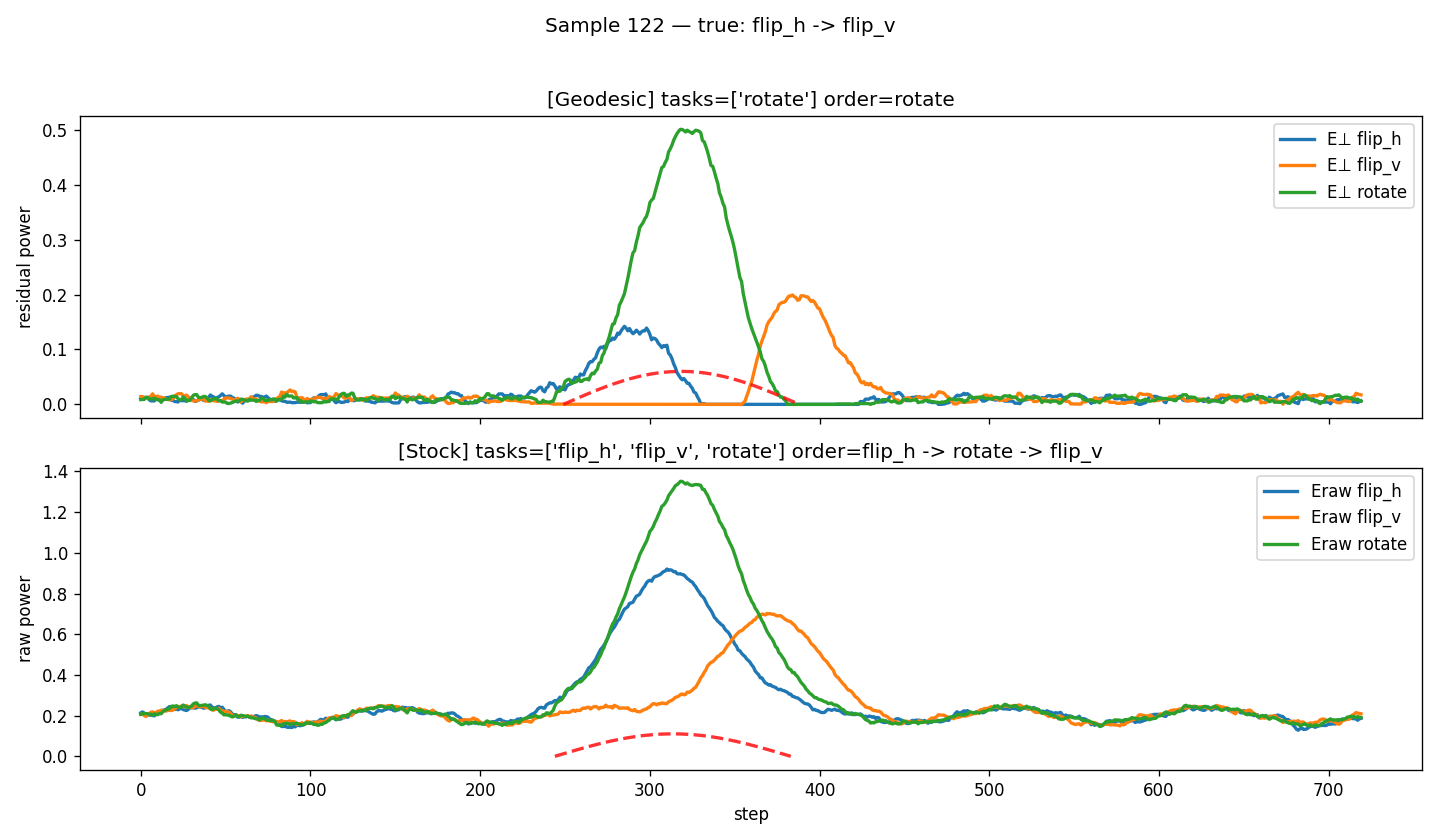 Sample 122 — true: flip_h -> flip_v
[Geodesic] tasks=['rotate'] order=rotate
residual power
0.5
0.4
0.3
0.2
0.1
0.0
E⊥ flip_h
E⊥ flip_v
E⊥ rotate
[Stock] tasks=['flip_h', 'flip_v', 'rotate'] order=flip_h -> rotate -> flip_v
raw power
1.4
1.2
1.0
0.8
0.6
0.4
0.2
0.0
Eraw flip_h
Eraw flip_v
Eraw rotate
0 100 200 300 400 500 600 700
step